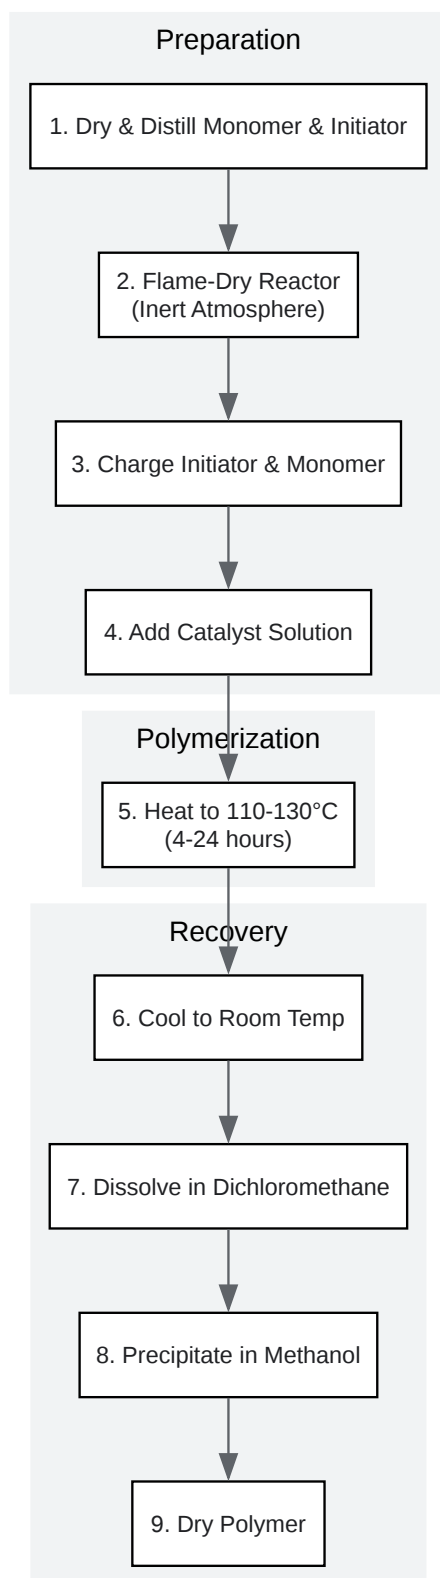 Preparation
1. Dry & Distill Monomer & Initiator
2. Flame-Dry Reactor
(Inert Atmosphere)
3. Charge Initiator & Monomer
4. Add Catalyst Solution
Polymerization
5. Heat to 110-130°C
(4-24 hours)
Recovery
6. Cool to Room Temp
7. Dissolve in Dichloromethane
8. Precipitate in Methanol
9. Dry Polymer